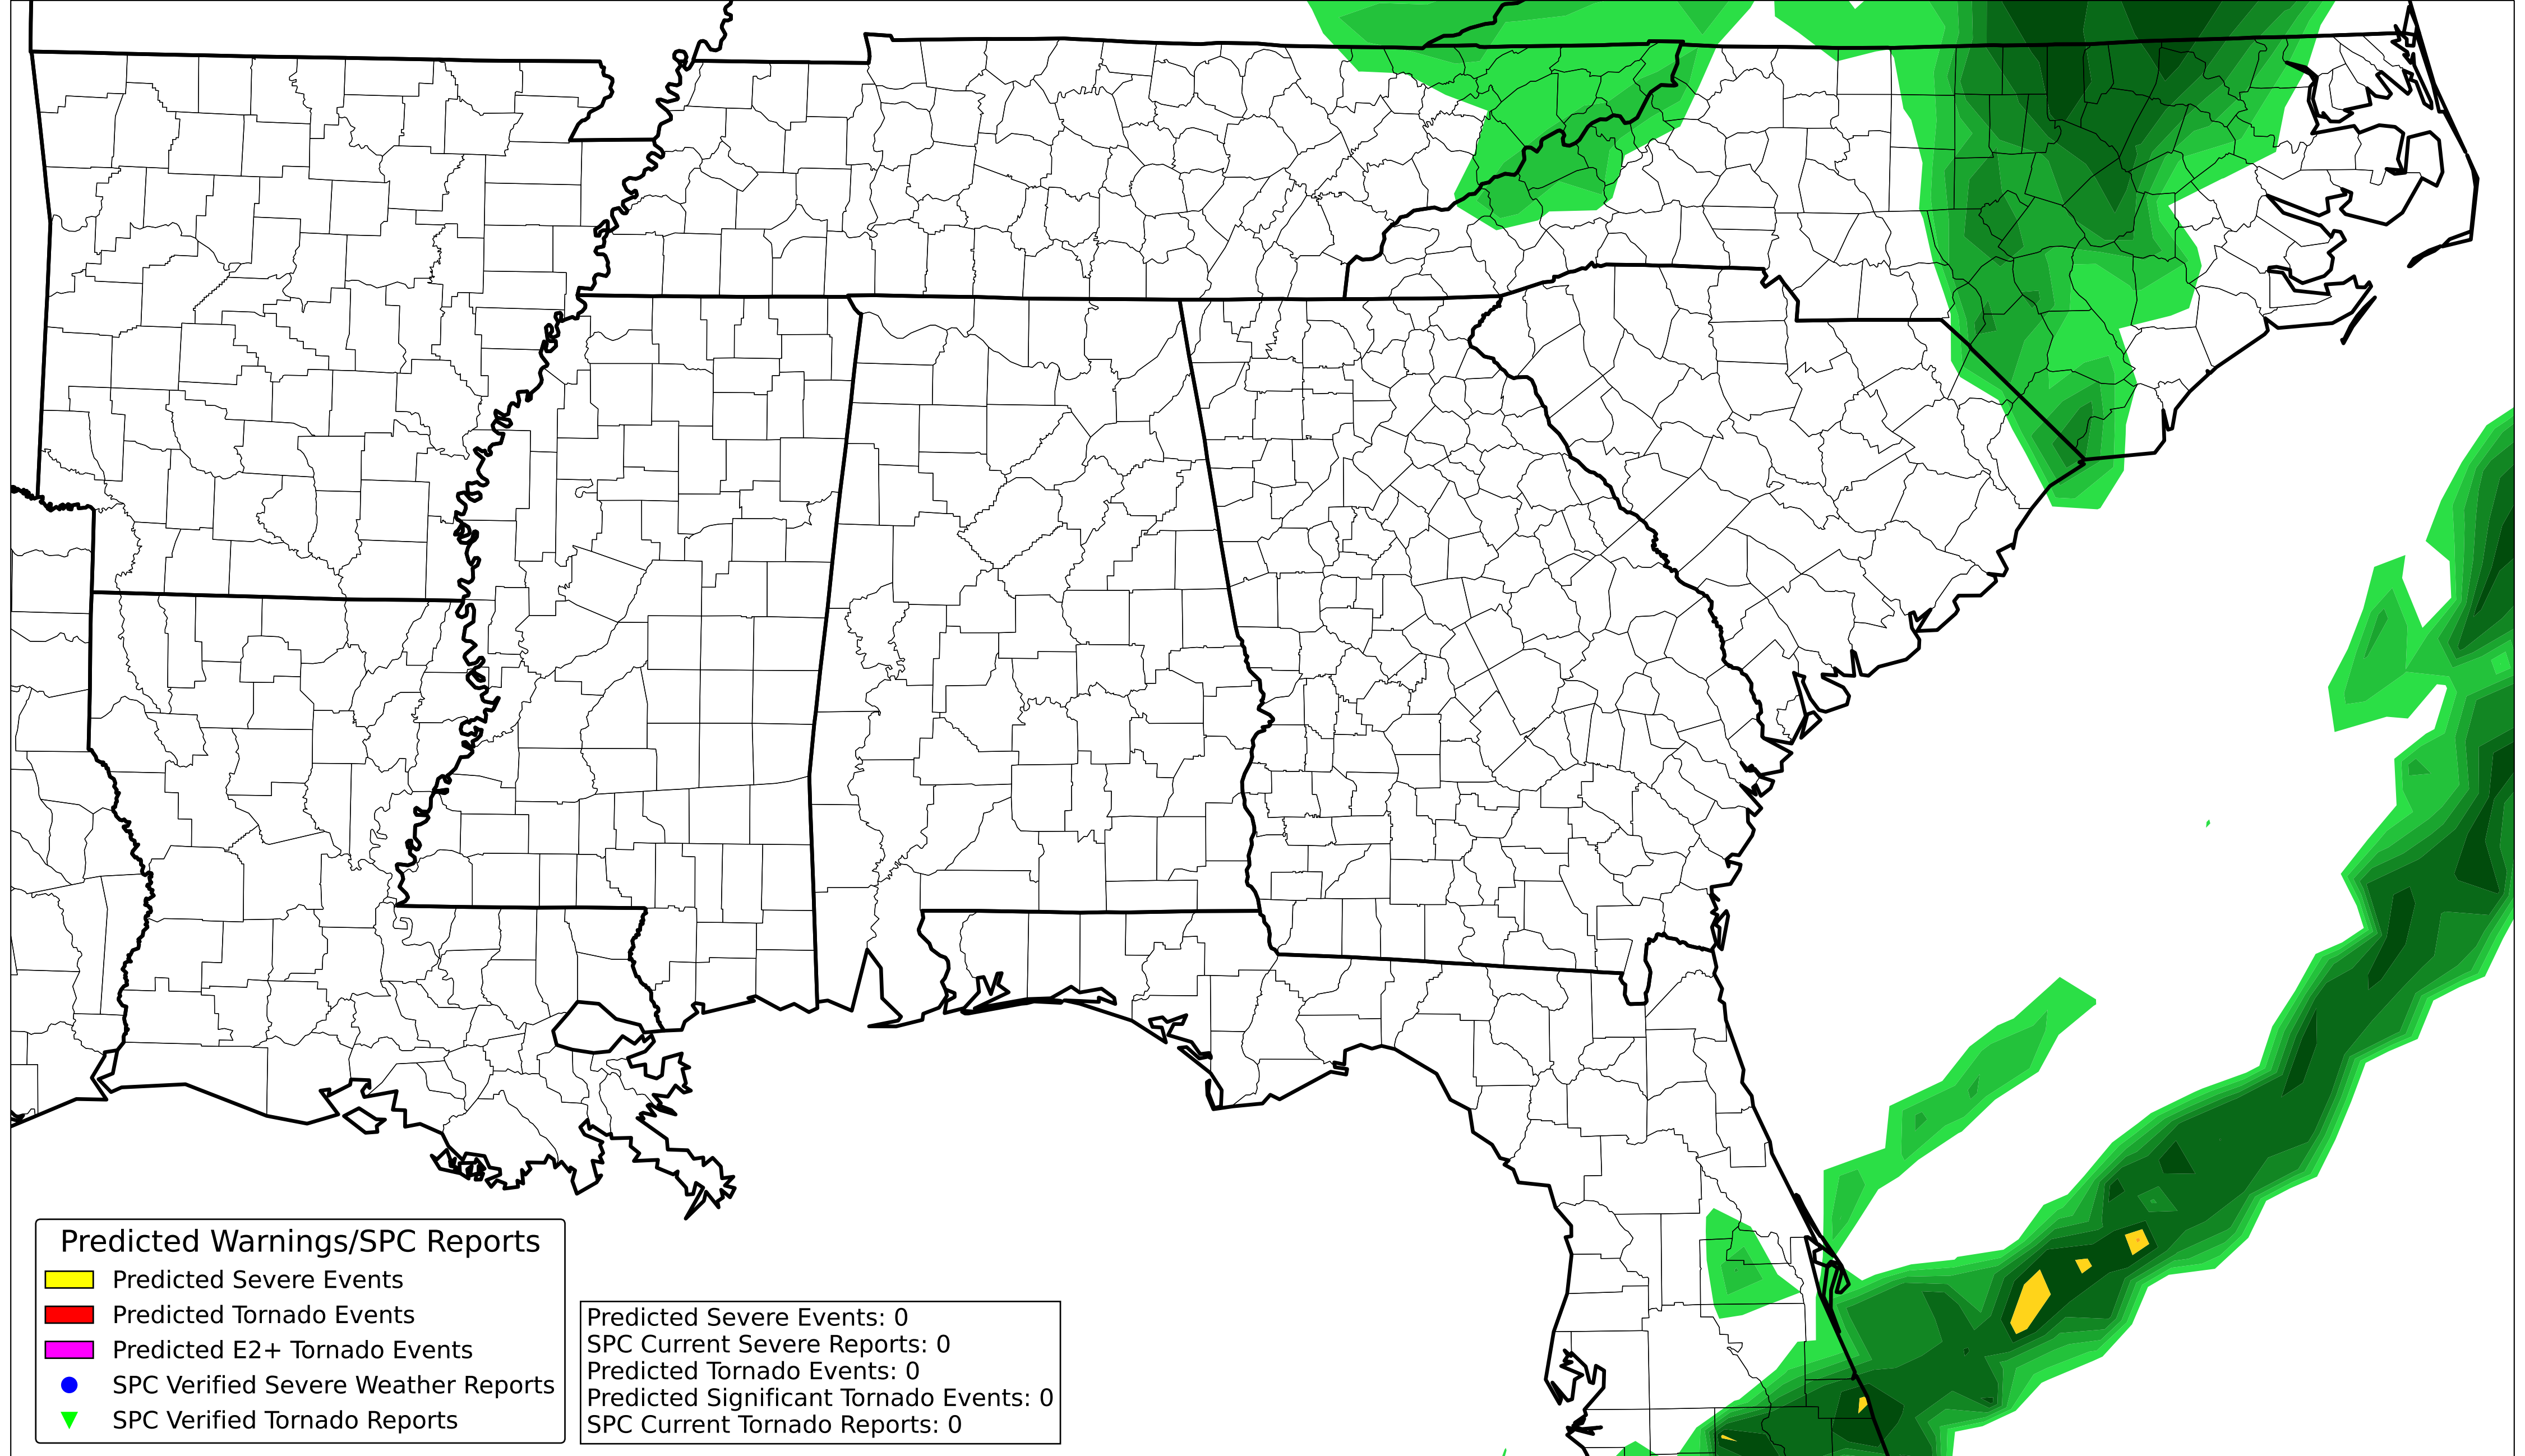 Predicted Warnings/SPC Reports
Predicted Severe Events
Predicted Tornado Events
Predicted E2+ Tornado Events
SPC Verified Severe Weather Reports
SPC Verified Tornado Reports
Predicted Severe Events: 0
SPC Current Severe Reports: 0
Predicted Tornado Events: 0
Predicted Significant Tornado Events: 0
SPC Current Tornado Reports: 0